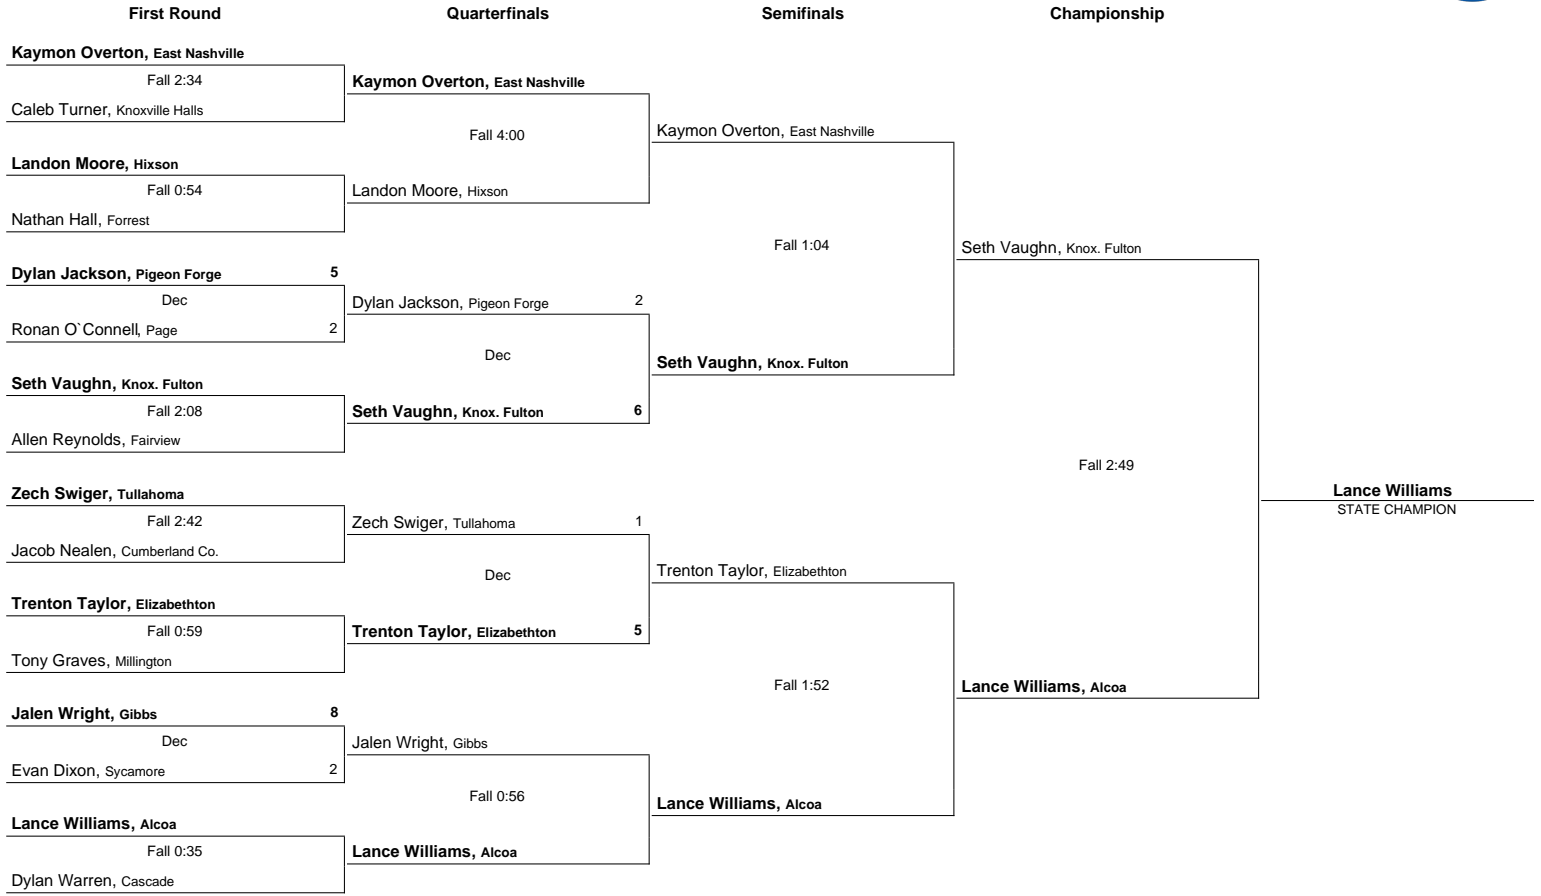 First Round
Quarterfinals
Semifinals
Championship
Kaymon Overton, East Nashville
Fall 2:34
Caleb Turner, Knoxville Halls
Landon Moore, Hixson
Fall 0:54
Nathan Hall, Forrest
Dylan Jackson, Pigeon Forge 5
Dec
Ronan O`Connell, Page 2
Seth Vaughn, Knox. Fulton
Fall 2:08
Allen Reynolds, Fairview
Zech Swiger, Tullahoma
Fall 2:42
Jacob Nealen, Cumberland Co.
Trenton Taylor, Elizabethton
Fall 0:59
Tony Graves, Millington
Jalen Wright, Gibbs 8
Dec
Evan Dixon, Sycamore 2
Lance Williams, Alcoa
Fall 0:35
Dylan Warren, Cascade
Kaymon Overton, East Nashville
Fall 4:00
Landon Moore, Hixson
Dylan Jackson, Pigeon Forge 2
Dec
Seth Vaughn, Knox. Fulton 6
Zech Swiger, Tullahoma 1
Dec
Trenton Taylor, Elizabethton 5
Jalen Wright, Gibbs
Fall 0:56
Lance Williams, Alcoa
Kaymon Overton, East Nashville
Fall 1:04
Seth Vaughn, Knox. Fulton
Trenton Taylor, Elizabethton
Fall 1:52
Lance Williams, Alcoa
Seth Vaughn, Knox. Fulton
Fall 2:49
Lance Williams, Alcoa
Lance Williams
STATE CHAMPION